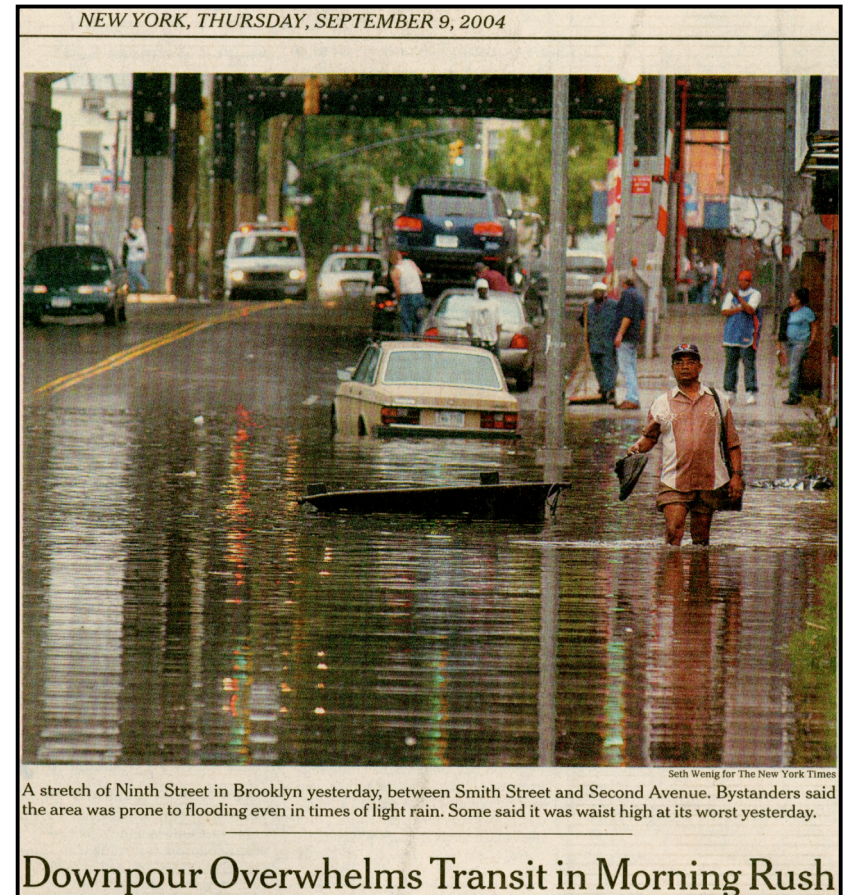 NEW YORK, THURSDAY, SEPTEMBER 9, 2004
Seth Wenig for The New York Times
A stretch of Ninth Street in Brooklyn yesterday, between Smith Street and Second Avenue. Bystanders said
the area was prone to flooding even in times of light rain. Some said it was waist high at its worst yesterday.
Downpour Overwhelms Transit in Morning Rush